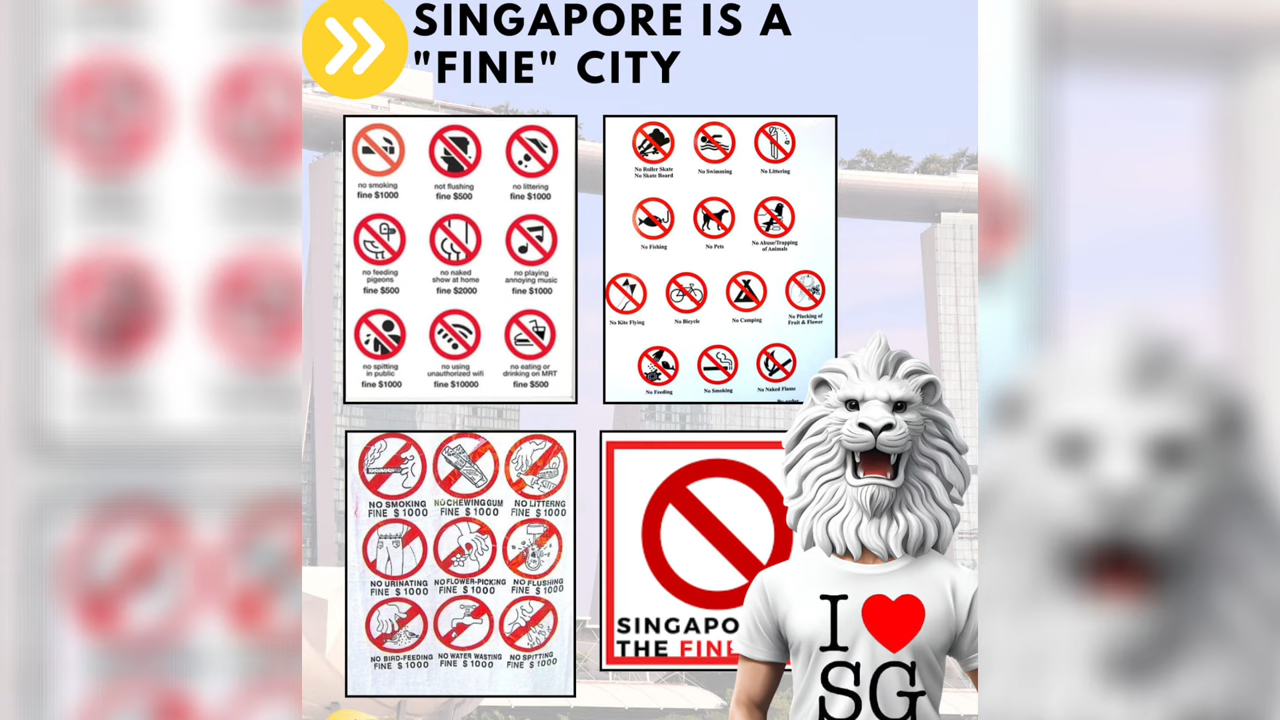 SINGAPORE IS A
"FINE" CITY
no smoking
fine $1000
not flushing
fine $500
no littering
fine $1000
no feeding
pigeons
fine $500
no naked
show at home
fine $2000
no playing
annoying music
fine $1000
no spitting
in public
fine $1000
no using
unauthorized wifi
fine $10000
no eating or
drinking on MRT
fine $500
No Roller Skate
No Skate Board
No Swimming
No Littering
No Fishing
No Pets
No Abuse/Trapping
of Animals
No Kite Flying
No Bicycle
No Camping
No Plucking of
Fruit & Flower
No Feeding
No Smoking
No Naked Flame
NO SMOKING
FINE $1000
NO CHEWING GUM
FINE $1000
NO LITTERNG
FINE $1000
NO URINATING
FINE $1000
NO FLOWER-PICKING
FINE $1000
NO FLUSHING
FINE $1000
NO BIRD-FEEDING
FINE $1000
NO WATER WASTING
FINE $1000
NO SPITTING
FINE $1000
SINGAPO
THE FINE
I ❤ 
SG